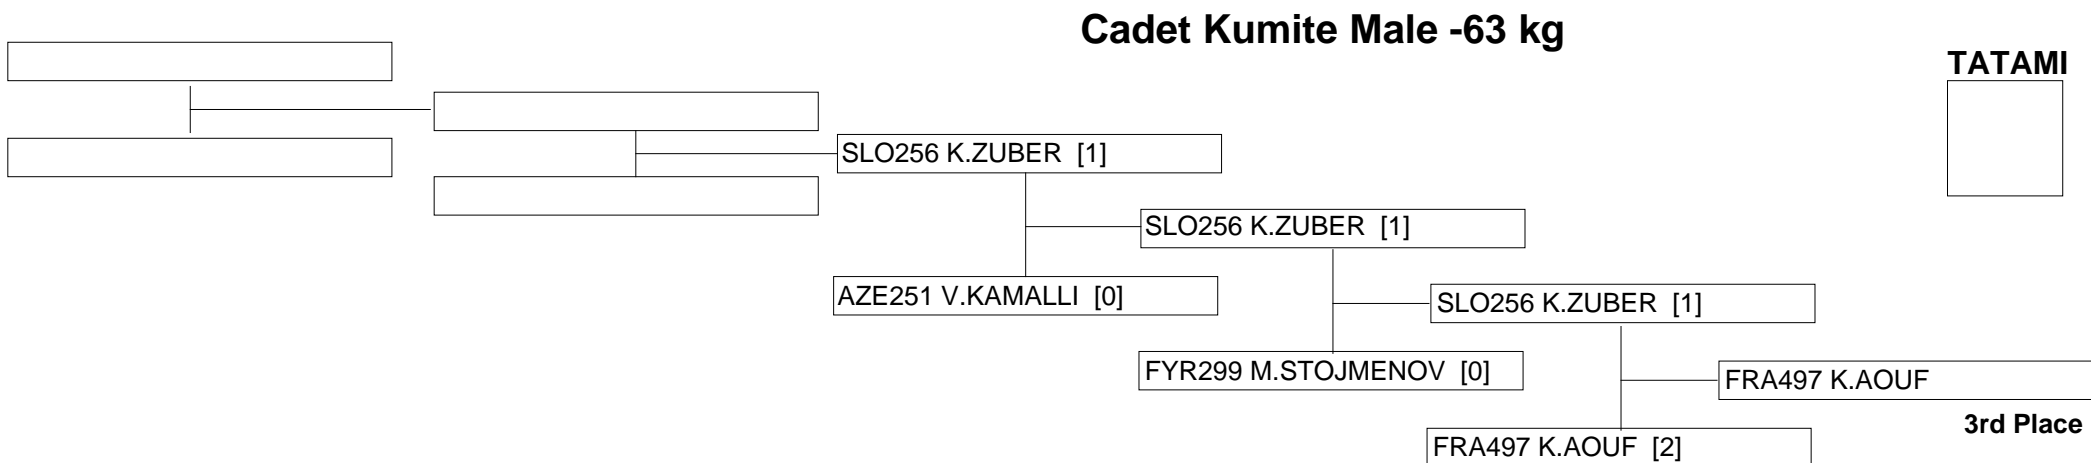 Cadet Kumite Male -63 kg
TATAMI
SLO256 K.ZUBER [1]
SLO256 K.ZUBER [1]
AZE251 V.KAMALLI [0]
SLO256 K.ZUBER [1]
FYR299 M.STOJMENOV [0]
FRA497 K.AOUF
3rd Place
FRA497 K.AOUF [2]